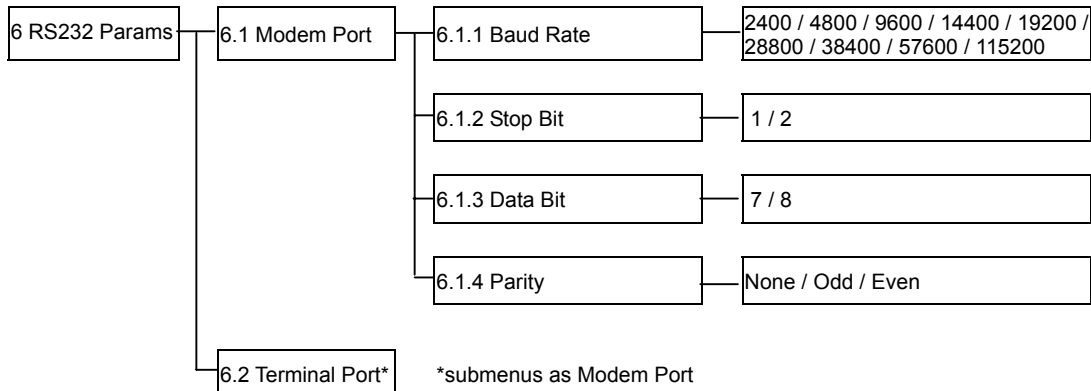 6 RS232 Params
6.1 Modem Port
6.1.1 Baud Rate
2400 / 4800 / 9600 / 14400 / 19200 /
28800 / 38400 / 57600 / 115200
6.1.2 Stop Bit
1 / 2
6.1.3 Data Bit
7 / 8
6.1.4 Parity
None / Odd / Even
6.2 Terminal Port*
*submenus as Modem Port